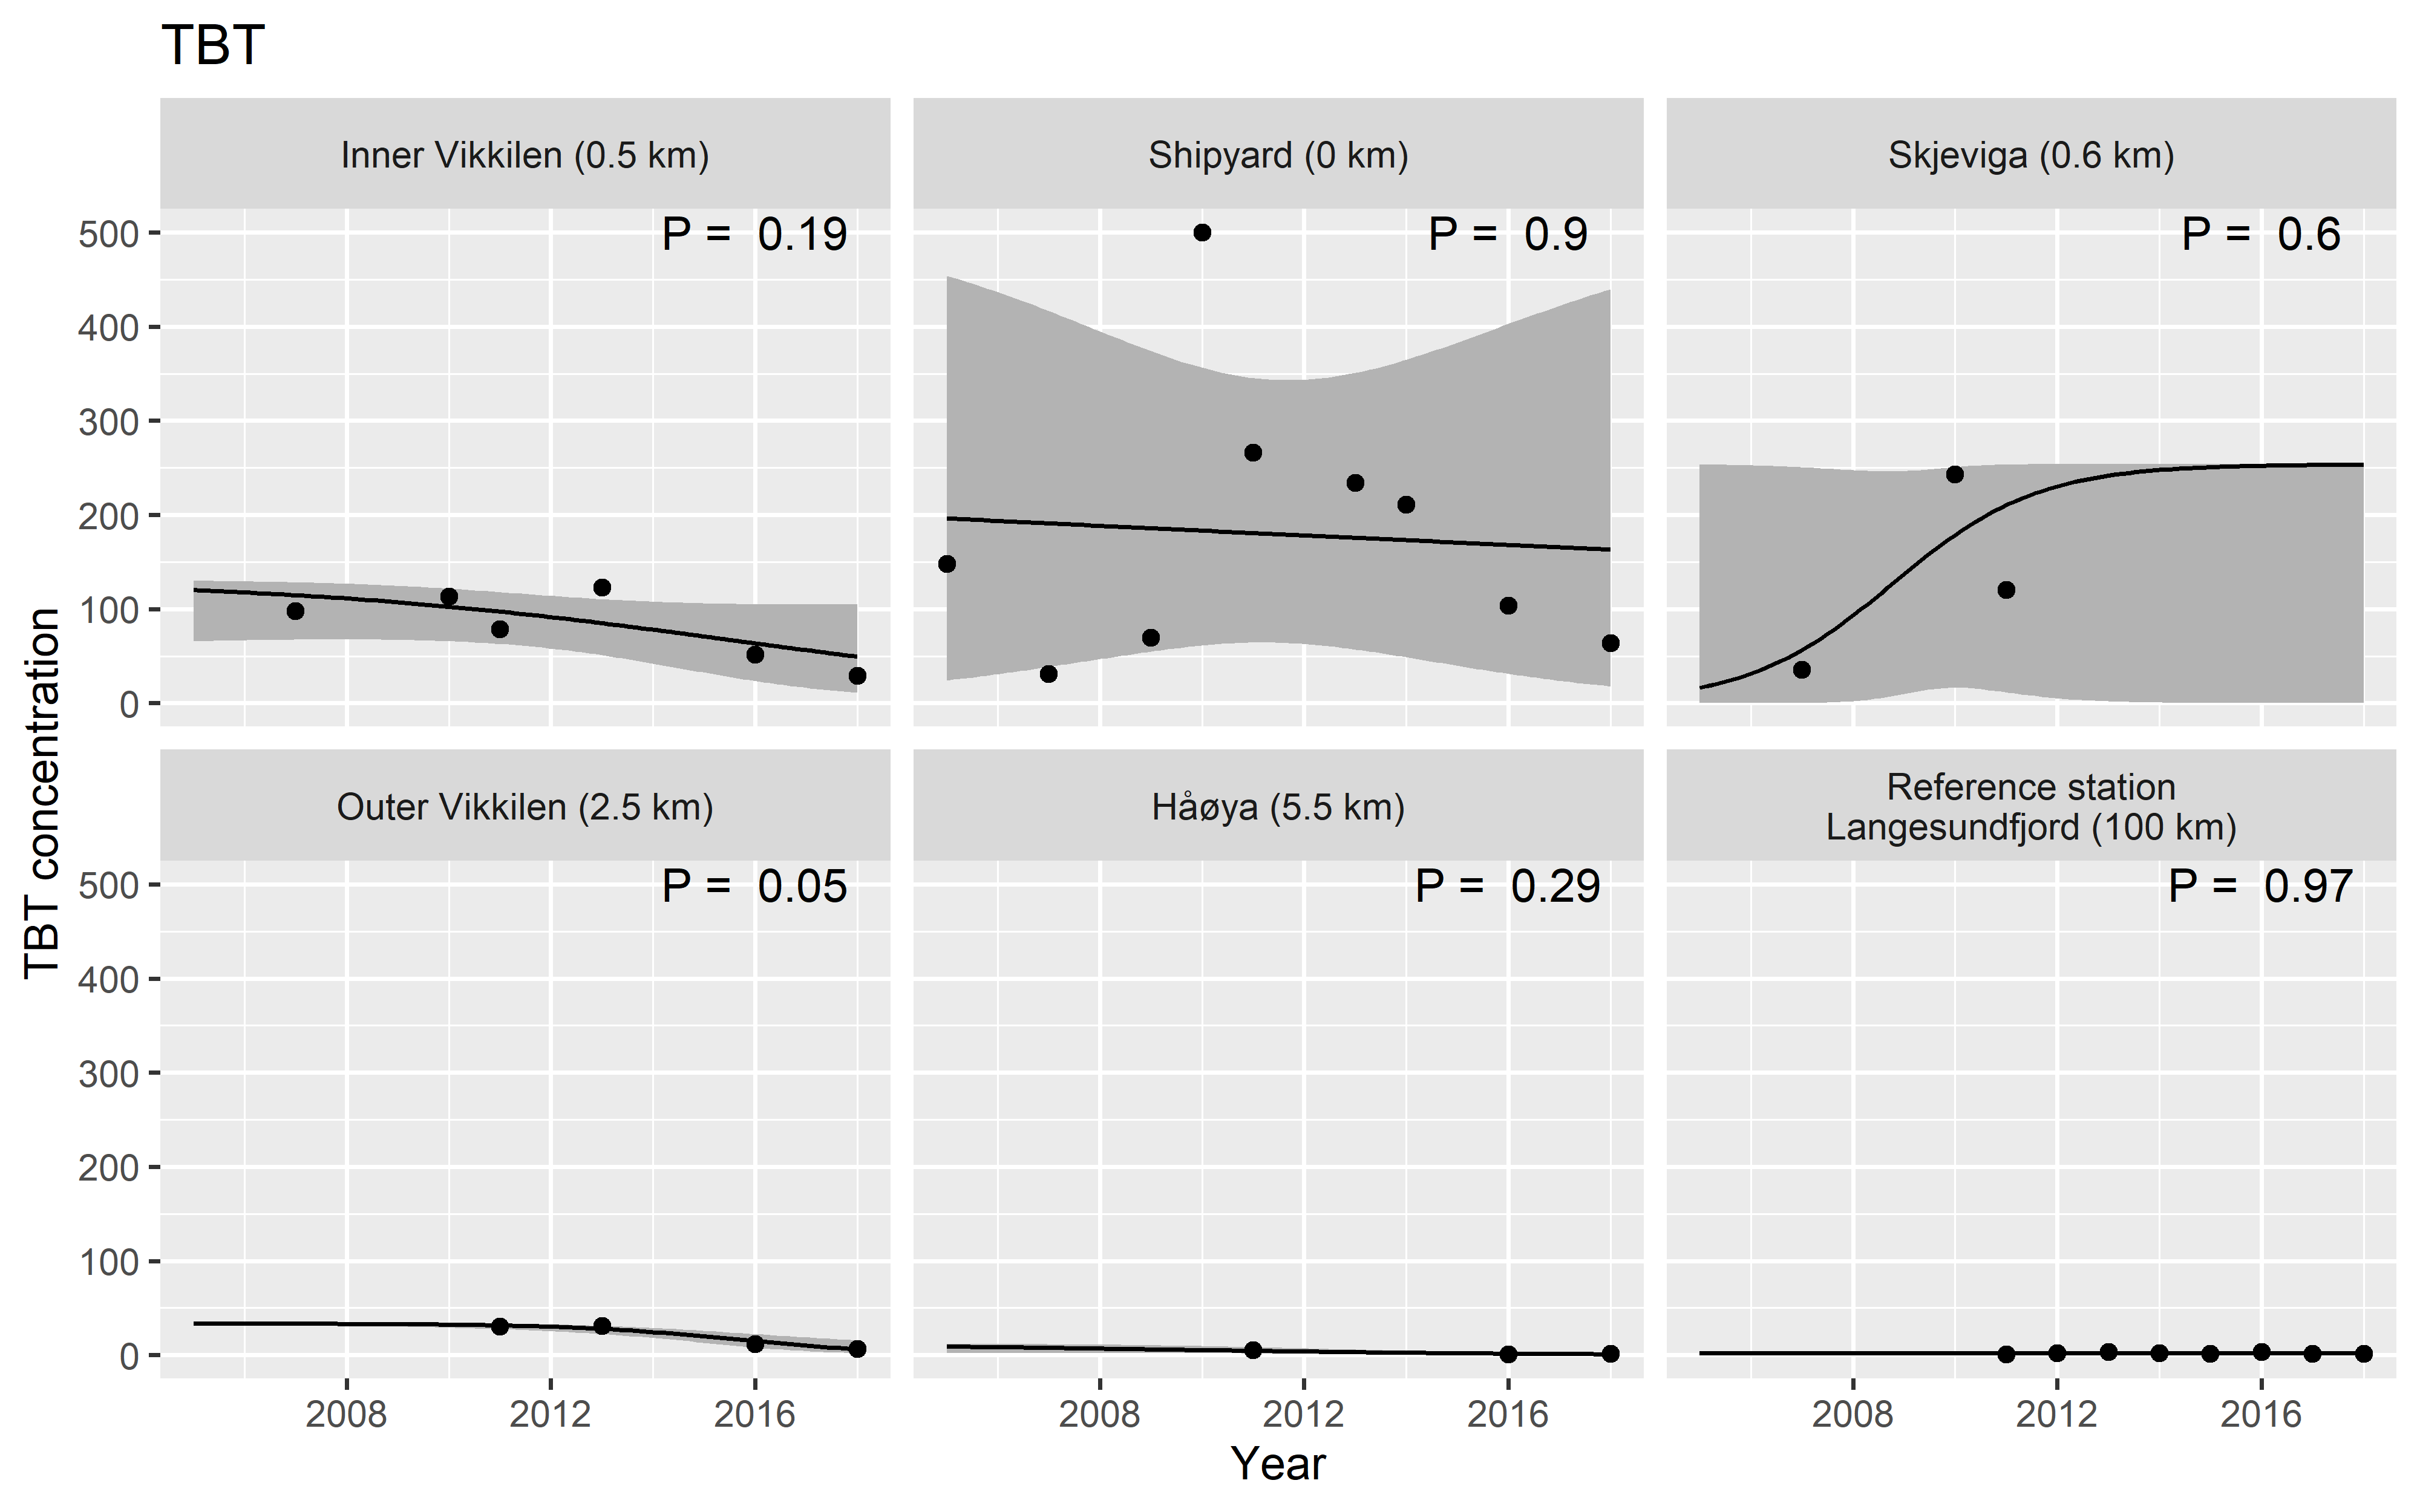 TBT
Inner Vikkilen (0.5 km)
Shipyard (0 km)
Skjeviga (0.6 km)
P = 0.19
P = 0.9
P = 0.6
500
400
300
200
100
0
Outer Vikkilen (2.5 km)
Håøya (5.5 km)
Reference station
Langesundfjord (100 km)
P = 0.05
P = 0.29
P = 0.97
500
400
300
200
100
0
TBT concentration
2008
2012
2016
2008
2012
2016
2008
2012
2016
Year